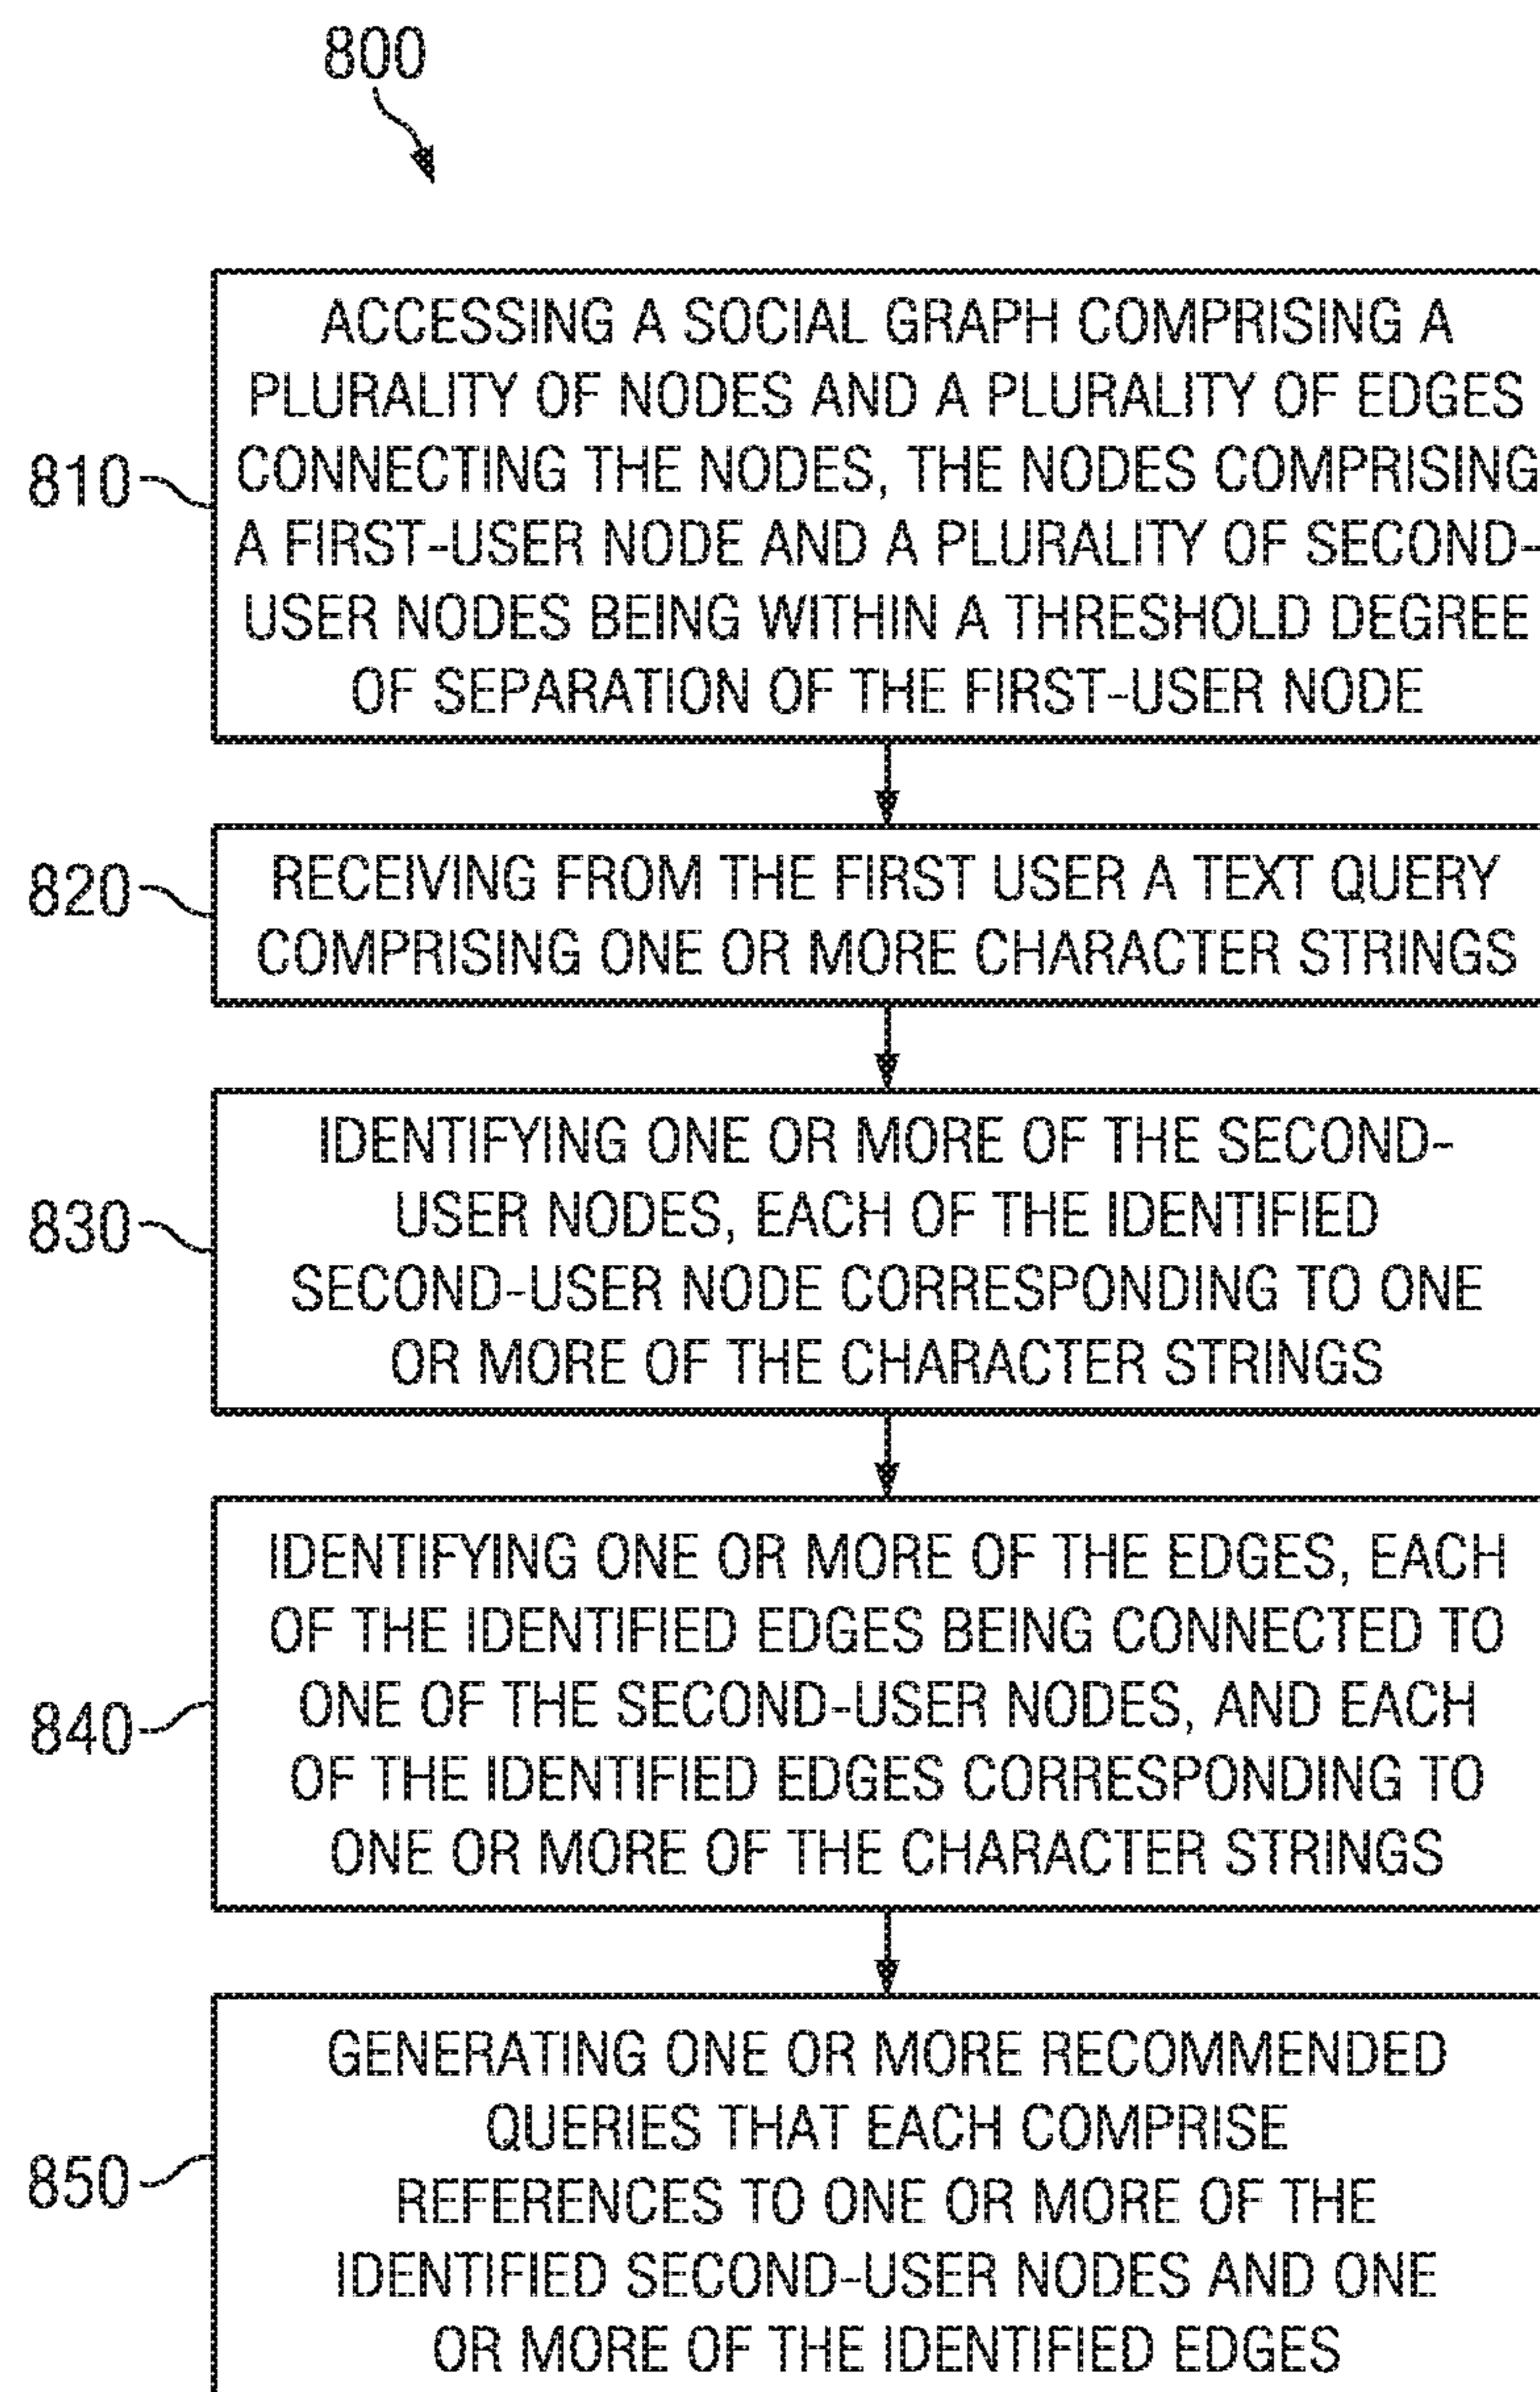 800
810
ACCESSING A SOCIAL GRAPH COMPRISING A
PLURALITY OF NODES AND A PLURALITY OF EDGES
CONNECTING THE NODES, THE NODES COMPRISING
A FIRST-USER NODE AND A PLURALITY OF SECOND-
USER NODES BEING WITHIN A THRESHOLD DEGREE
OF SEPARATION OF THE FIRST-USER NODE
820
RECEIVING FROM THE FIRST USER A TEXT QUERY
COMPRISING ONE OR MORE CHARACTER STRINGS
830
IDENTIFYING ONE OR MORE OF THE SECOND-
USER NODES, EACH OF THE IDENTIFIED
SECOND-USER NODE CORRESPONDING TO ONE
OR MORE OF THE CHARACTER STRINGS
840
IDENTIFYING ONE OR MORE OF THE EDGES, EACH
OF THE IDENTIFIED EDGES BEING CONNECTED TO
ONE OF THE SECOND-USER NODES, AND EACH
OF THE IDENTIFIED EDGES CORRESPONDING TO
ONE OR MORE OF THE CHARACTER STRINGS
850
GENERATING ONE OR MORE RECOMMENDED
QUERIES THAT EACH COMPRISE
REFERENCES TO ONE OR MORE OF THE
IDENTIFIED SECOND-USER NODES AND ONE
OR MORE OF THE IDENTIFIED EDGES